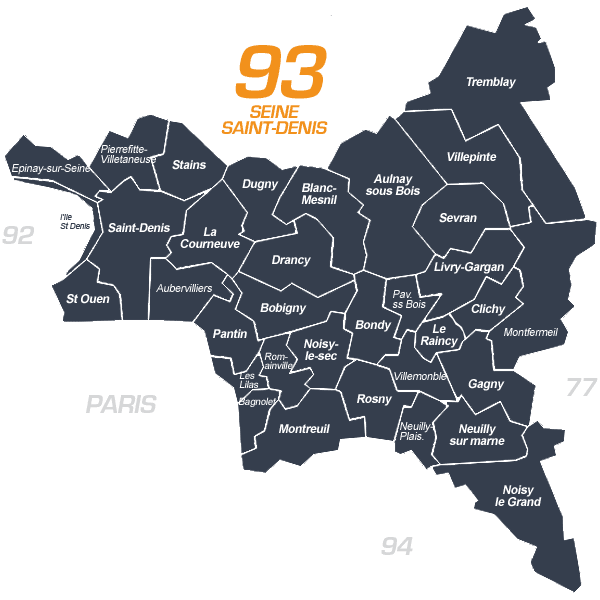 93
SEINE
SAINT-DENIS
Tremblay
Pierrefitte-
Villetaneuse
Stains
Epinay-sur-Seine
Villepinte
Dugny
Blanc-
Mesnil
Aulnay
sous Bois
l'Ile
St Denis
Saint-Denis
La
Courneuve
Sevran
92
Drancy
Livry-Gargan
Aubervilliers
St Ouen
Bobigny
Pav.
ss Bois
Clichy
Pantin
Bondy
Le
Raincy
Montfermeil
Noisy-
le-sec
Rom-
ainville
Les
Lilas
Villemonble
Gagny
77
PARIS
Bagnolet
Rosny
Montreuil
Neuilly-
Plais.
Neuilly
sur marne
Noisy
le Grand
94